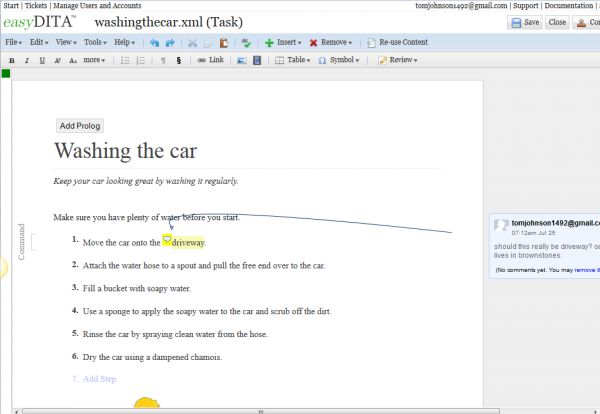 Start | Tickets | Manage Users and Accounts
tomjohnson1492@gmail.com | Support | Documentation |
easyDITA™ washingthecar.xml (Task)
Save Close
File Edit View Tools Help Insert Remove Re-use Content
B I U A₂ A² more ¶ § Link Table Ω Symbol Review
Add Prolog
Washing the car
Keep your car looking great by washing it regularly.
Make sure you have plenty of water before you start.
Command
1. Move the car onto the driveway.
2. Attach the water hose to a spout and pull the free end over to the car.
3. Fill a bucket with soapy water.
4. Use a sponge to apply the soapy water to the car and scrub off the dirt.
5. Rinse the car by spraying clean water from the hose.
6. Dry the car using a dampened chamois.
7. Add Step
tomjohnson1492@gmail.co
07:12am Jul 25
should this really be driveway?
lives in brownstones.
(No comments yet. You may remove